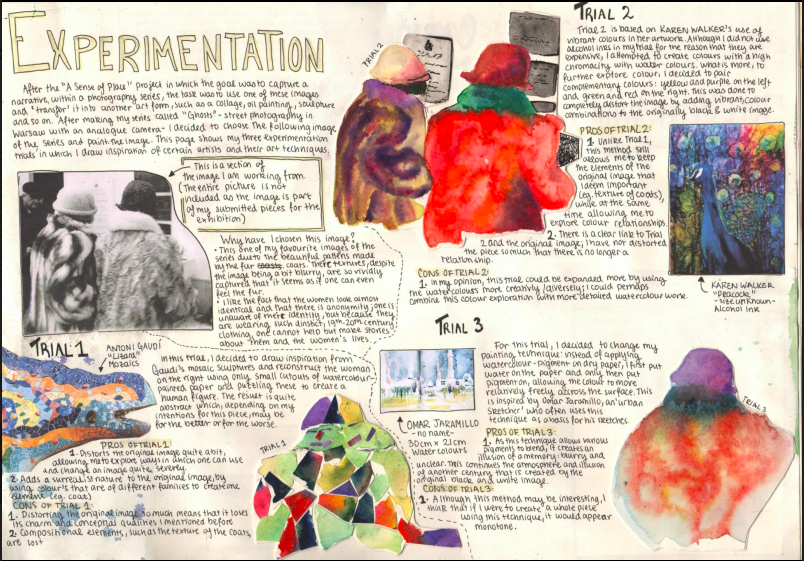 EXPERIMENTATION
After the "A Sense of Place" project in which the goal was to capture a
narrative, within a photography series, the task was to use one of these images
and "transfer" it into another art form, such as a collage, oil painting, sculpture
and so on. After making my series called "Ghosts" - street photography in
Warsaw with an analogue camera - I decided to choose the following image
of the series and paint the image. This page shows my three experimentation
trials in which I draw inspiration of certain artists and their art techniques.
This is a section of
the image I am working from
(The entire picture is not
included as the image is part
of my submitted pieces for the
exhibition)
Why have I chosen this image?
• This one of my favourite images of the
series due to the beautiful patterns made
by the fur coats. Their textures, despite
the image being a bit blurry, are so vividly
captured that it seems as if one can even
feel the fur.
• I like the fact that the women look almost
identical and that there is anonymity; one is
unaware of their identity, but because they
are wearing such distinct, 19th-20th century
clothing, one cannot help but make stories
about them and the women's lives.
TRIAL 1
ANTONI GAUDÍ
"Lizard"
Mozaics
In this trial, I decided to draw inspiration from
Gaudi's mosaic sculptures and reconstruct the woman
on the right using only small cutouts of watercolour-
painted paper and puzzling these to create a
human figure. The result is quite
abstract which, depending on my
intentions for this piece, may be
for the better or for the worse.
TRIAL 1
PROS OF TRIAL 1:
1. Distorts the original image quite a bit,
allowing me to explore ways in which one can use
and change an image quite severely.
2. Adds a surrealist nature to the original image, by
using colours that are of different families to create one
element (eg. coat)
CONS OF TRIAL 1:
1. Distorting the original image so much means that it loses
its charm and conceptual qualities I mentioned before
2. Compositional elements, such as the texture of the coats,
are lost
TRIAL 2
TRIAL 2
Trial 2 is based on KAREN WALKER's use of
vibrant colours in her artwork. Although I did not use
alcohol inks in my trial for the reason that they are
expensive, I attempted to create colours with a high
chromacity with water colours. What is more, to
further explore colour, I decided to pair
complementary colours: yellow and purple on the left
and, green and red on the right. This was done to
completely distort the image by adding vibrant colour
combinations to the originally black & white image.
PROS OF TRIAL 2:
1. Unlike Trial 1,
this method still
allows me to keep
the elements of the
original image that
I deem important
(eg. texture of coats),
while at the same
time allowing me to
explore colour relationships.
2. There is a clear link to Trial
2 and the original image; I have not distorted
the piece so much that there is no longer a
relationship.
CONS OF TRIAL 2:
1. In my opinion, this trial could be expanded more by using
the watercolours more creatively/diversely; I could perhaps
combine this colour exploration with more detailed watercolour work.
KAREN WALKER
"PEACOCK"
- size unknown -
Alcohol ink
TRIAL 3
OMAR JARAMILLO
- no name -
30cm x 21cm
Water colours
For this trial, I decided to change my
painting technique: instead of applying
watercolour-pigment on dry paper, I first put
water on the paper and only then put
pigment on, allowing the colour to more
relatively freely across the surface. This
is inspired by Omar Jaramillo, an 'urban
sketcher' who often uses this
technique as a basis for his sketches.
PROS OF TRIAL 3:
1. As this technique allows various
pigments to blend, it creates an
illusion of a memory: blurry and
unclear. This continues the atmosphere and illusion
of another century, that is created by the
original black and white image.
CONS OF TRIAL 3:
1. Although this method may be interesting, I
think that if I were to create a whole piece
using this technique, it would appear
monotone.
TRIAL 3